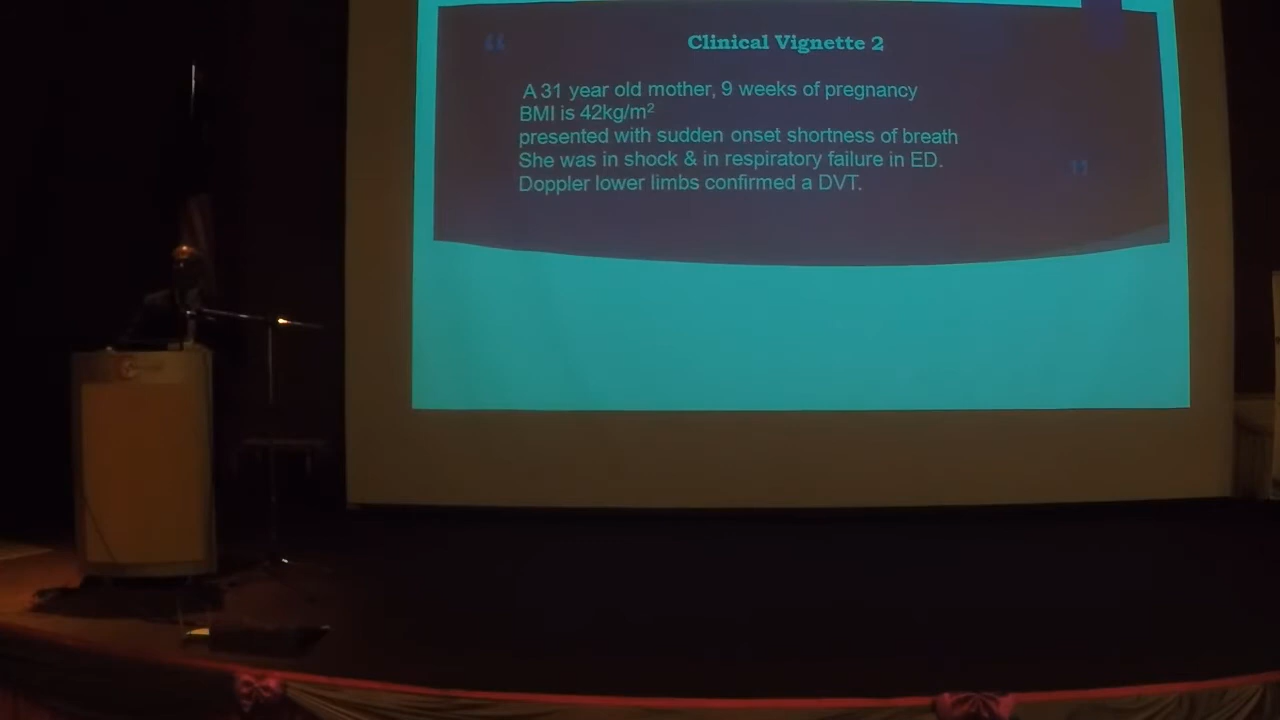 Clinical Vignette 2
A 31 year old mother, 9 weeks of pregnancy
BMI is 42kg/m²
presented with sudden onset shortness of breath
She was in shock & in respiratory failure in ED.
Doppler lower limbs confirmed a DVT.